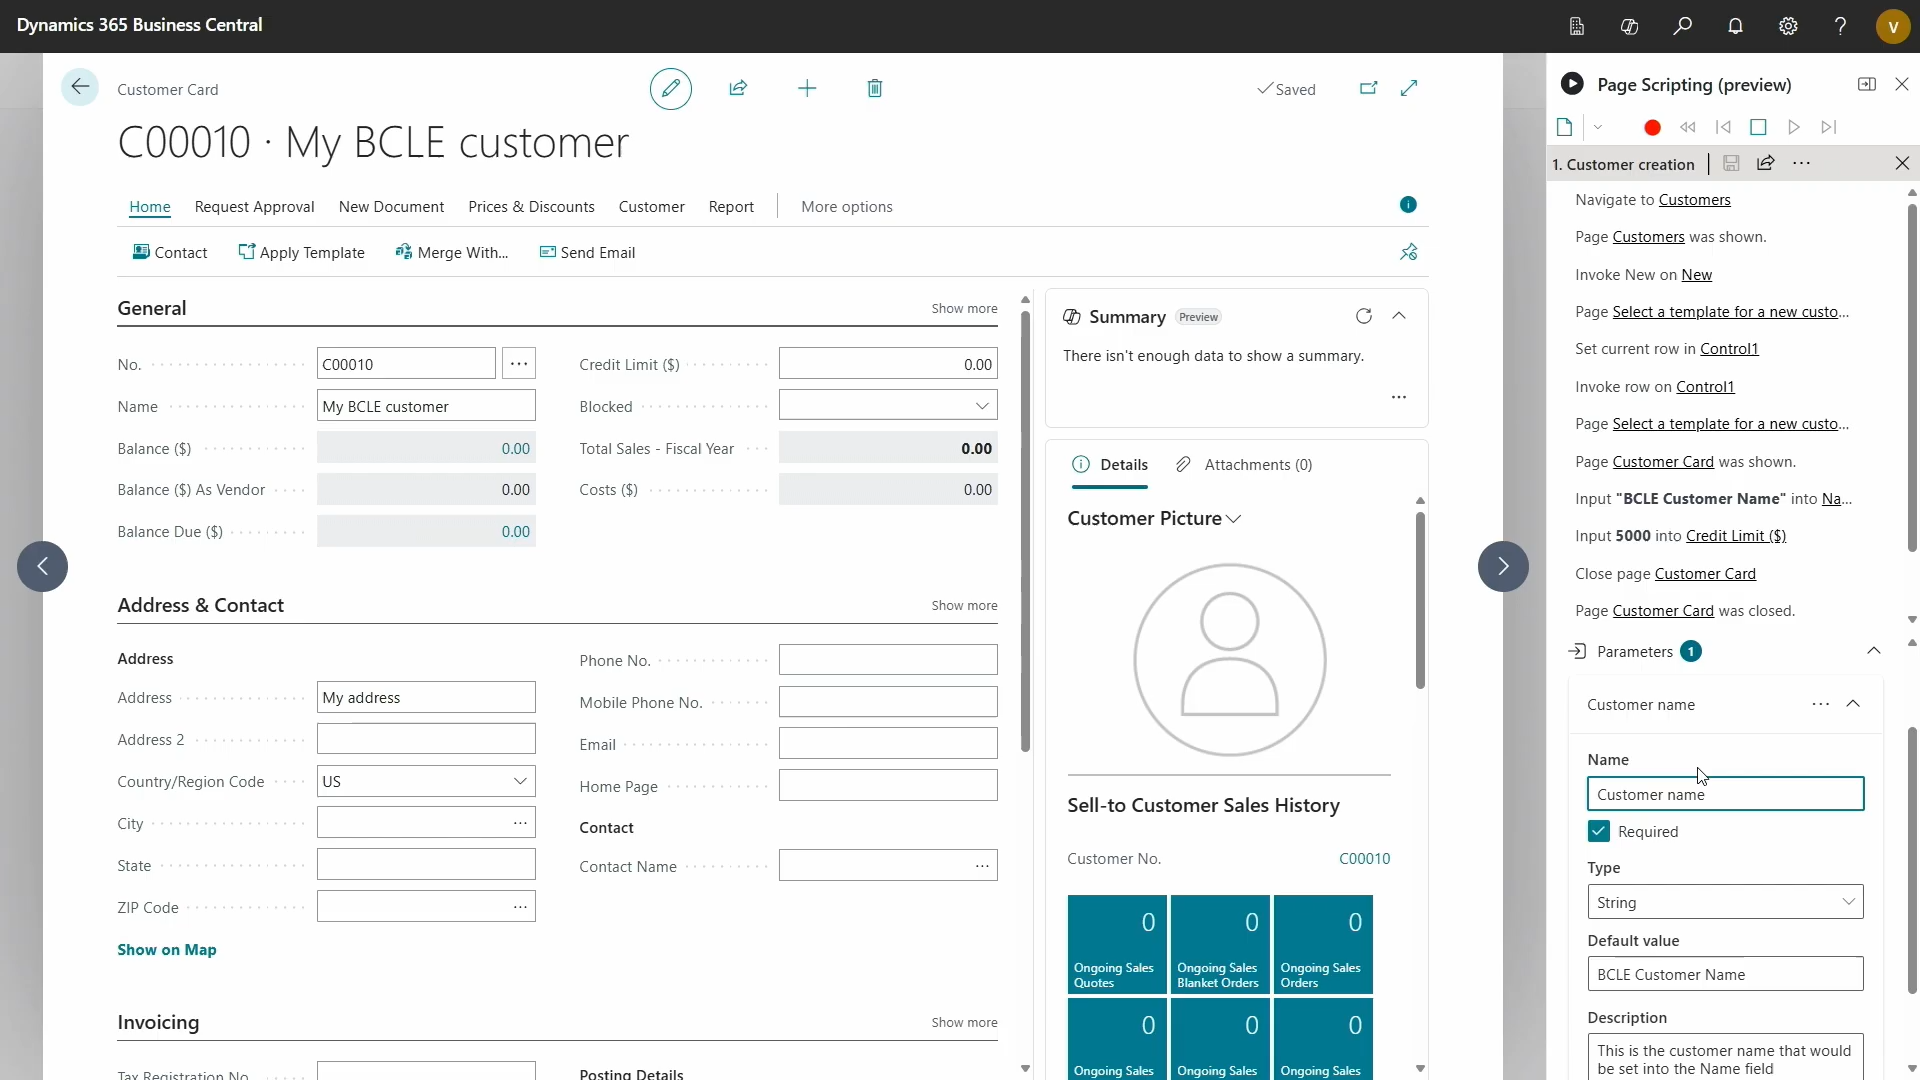 Dynamics 365 Business Central
V
Customer Card
Saved
C00010 · My BCLE customer
Home
Request Approval
New Document
Prices & Discounts
Customer
Report
More options
Contact
Apply Template
Merge With...
Send Email
General
Show more
No.
C00010
Name
My BCLE customer
Balance ($)
0.00
Balance ($) As Vendor
0.00
Balance Due ($)
0.00
Credit Limit ($)
0.00
Blocked
Total Sales - Fiscal Year
0.00
Costs ($)
0.00
Address & Contact
Show more
Address
Address
My address
Address 2
Country/Region Code
US
City
State
ZIP Code
Show on Map
Phone No.
Mobile Phone No.
Email
Home Page
Contact
Contact Name
Invoicing
Show more
Tax Registration No.
Posting Details
Summary
Preview
There isn't enough data to show a summary.
Details
Attachments (0)
Customer Picture
Sell-to Customer Sales History
Customer No.
C00010
0
Ongoing Sales
Quotes
0
Ongoing Sales
Blanket Orders
0
Ongoing Sales
Orders
0
Ongoing Sales
0
Ongoing Sales
0
Ongoing Sales
Page Scripting (preview)
1. Customer creation
Navigate to Customers
Page Customers was shown.
Invoke New on New
Page Select a template for a new custo...
Set current row in Control1
Invoke row on Control1
Page Select a template for a new custo...
Page Customer Card was shown.
Input "BCLE Customer Name" into Na...
Input 5000 into Credit Limit ($)
Close page Customer Card
Page Customer Card was closed.
Parameters 1
Customer name
Name
Customer name
Required
Type
String
Default value
BCLE Customer Name
Description
This is the customer name that would
be set into the Name field